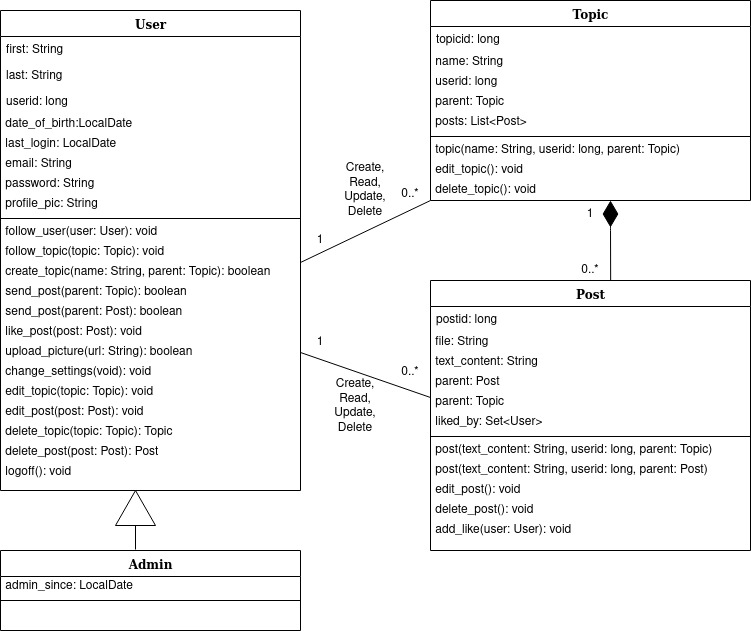 User
first: String
last: String
userid: long
date_of_birth:LocalDate
last_login: LocalDate
email: String
password: String
profile_pic: String
follow_user(user: User): void
follow_topic(topic: Topic): void
create_topic(name: String, parent: Topic): boolean
send_post(parent: Topic): boolean
send_post(parent: Post): boolean
like_post(post: Post): void
upload_picture(url: String): boolean
change_settings(void): void
edit_topic(topic: Topic): void
edit_post(post: Post): void
delete_topic(topic: Topic): Topic
delete_post(post: Post): Post
logoff(): void
Admin
admin_since: LocalDate
Create,
Read,
Update,
Delete
0..*
1
1
0..*
Create,
Read,
Update,
Delete
Topic
topicid: long
name: String
userid: long
parent: Topic
posts: List<Post>
topic(name: String, userid: long, parent: Topic)
edit_topic(): void
delete_topic(): void
1
0..*
Post
postid: long
file: String
text_content: String
parent: Post
parent: Topic
liked_by: Set<User>
post(text_content: String, userid: long, parent: Topic)
post(text_content: String, userid: long, parent: Post)
edit_post(): void
delete_post(): void
add_like(user: User): void